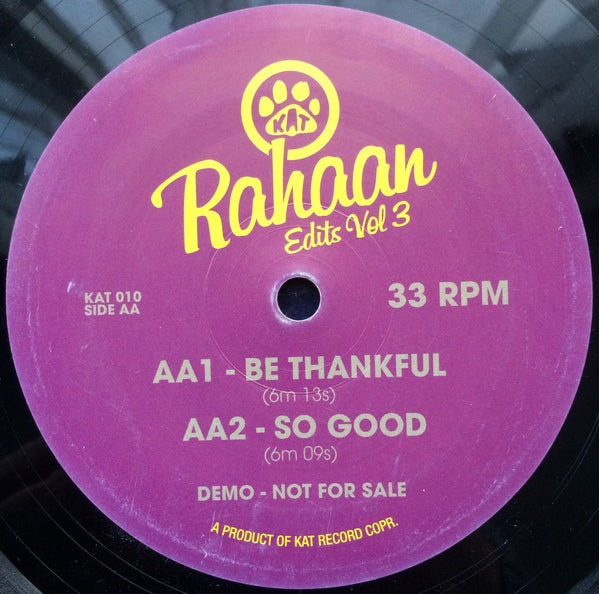 KAT
Rahaan
Edits Vol 3
KAT 010
SIDE AA
33 RPM
AA1 - BE THANKFUL
(6m 13s)
AA2 - SO GOOD
(6m 09s)
DEMO - NOT FOR SALE
A PRODUCT OF KAT RECORD COPR.